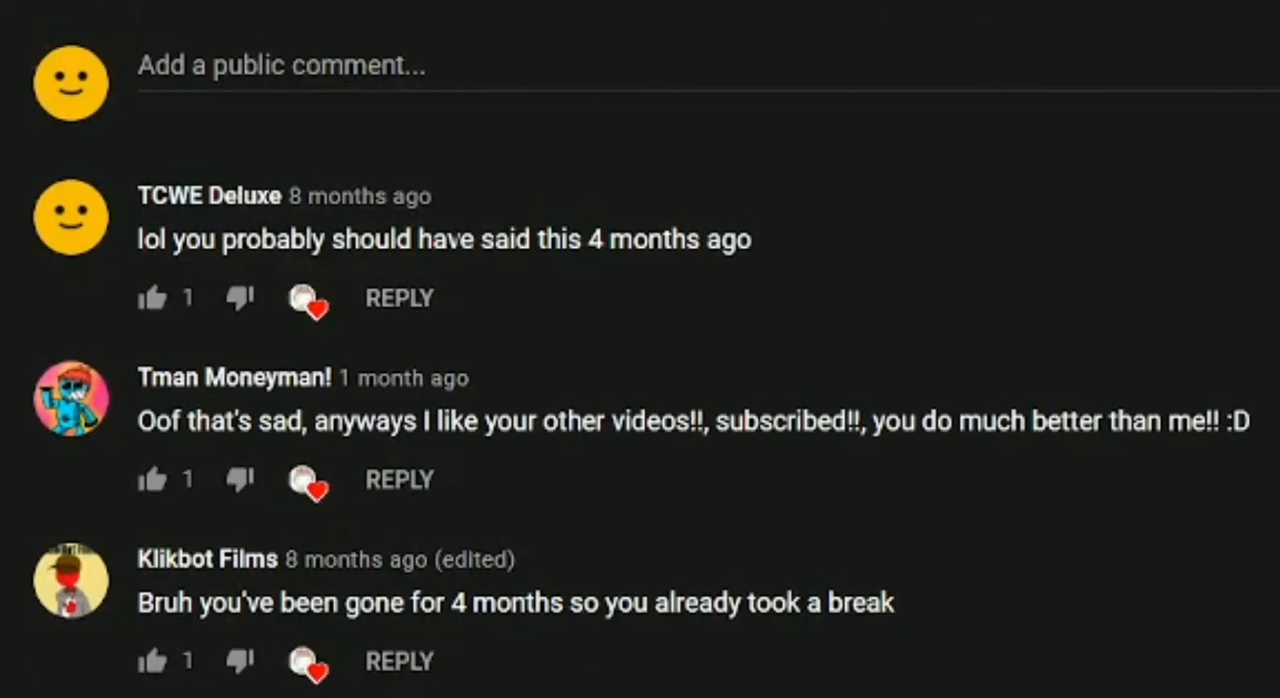 Add a public comment...
TCWE Deluxe 8 months ago
lol you probably should have said this 4 months ago
1 REPLY
Tman Moneyman! 1 month ago
Oof that's sad, anyways I like your other videos!!, subscribed!!, you do much better than me!! :D
1 REPLY
Klikbot Films 8 months ago (edited)
Bruh you've been gone for 4 months so you already took a break
1 REPLY